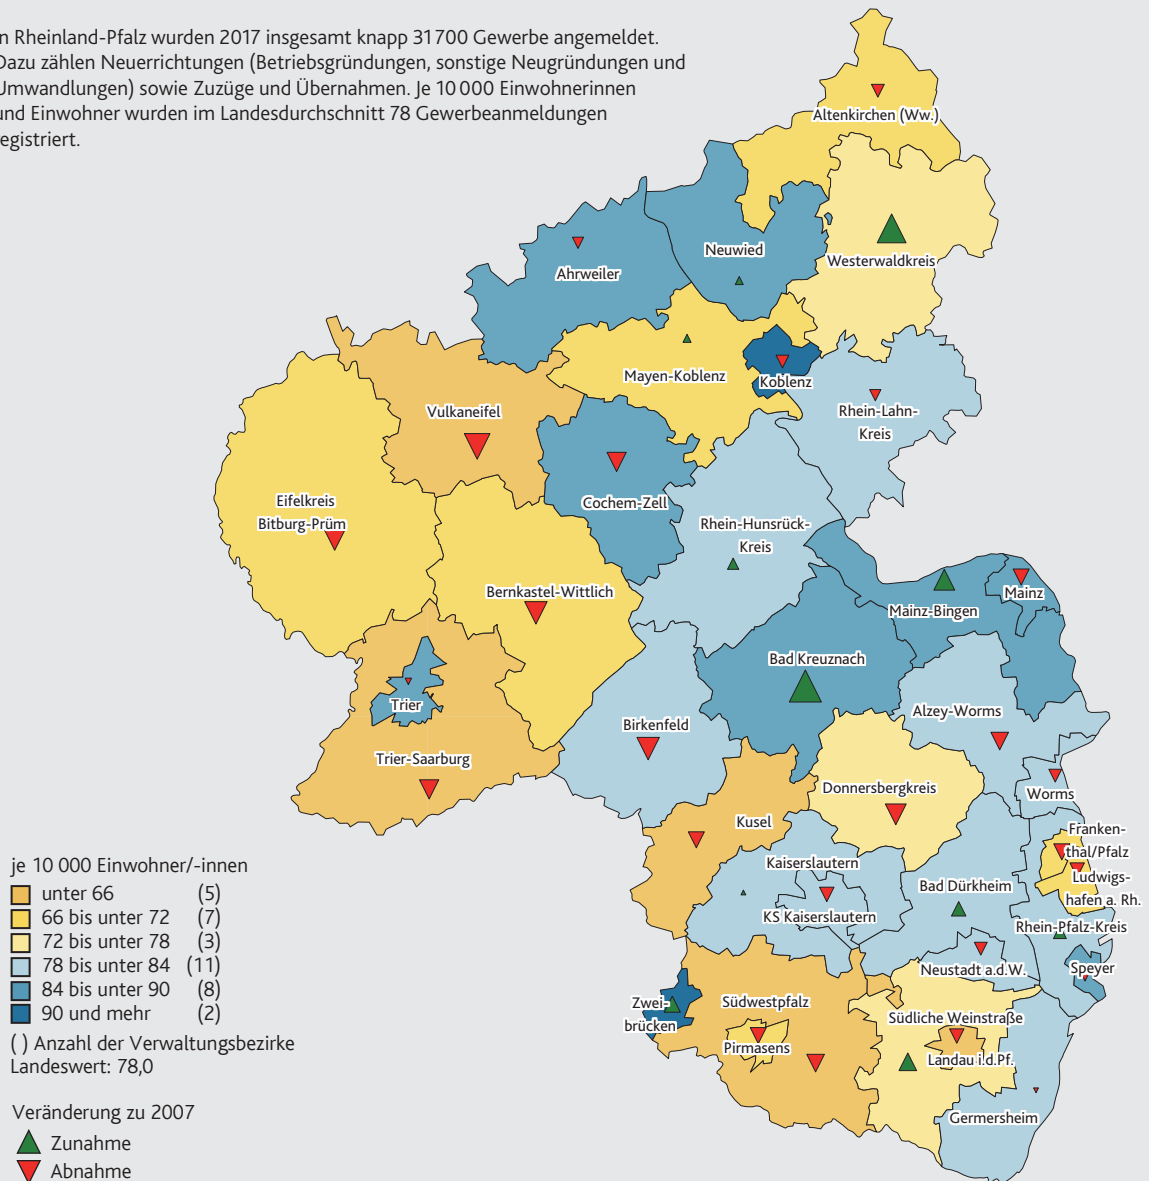 n Rheinland-Pfalz wurden 2017 insgesamt knapp 31 700 Gewerbe angemeldet.
Dazu zählen Neuerrichtungen (Betriebsgründungen, sonstige Neugründungen und
Umwandlungen) sowie Zuzüge und Übernahmen. Je 10 000 Einwohnerinnen
und Einwohner wurden im Landesdurchschnitt 78 Gewerbeanmeldungen
registriert.
Altenkirchen (Ww.)
Neuwied
Westerwaldkreis
Ahrweiler
Mayen-Koblenz
Koblenz
Vulkaneifel
Rhein-Lahn-
Kreis
Eifelkreis
Bitburg-Prüm
Cochem-Zell
Rhein-Hunsrück-
Kreis
Bernkastel-Wittlich
Mainz
Mainz-Bingen
Bad Kreuznach
Trier
Birkenfeld
Alzey-Worms
Trier-Saarburg
Donnersbergkreis
Worms
Kusel
Franken-
thal/Pfalz
Kaiserslautern
Ludwigs-
hafen a. Rh.
Bad Dürkheim
KS Kaiserslautern
Rhein-Pfalz-Kreis
Neustadt a.d.W.
Speyer
Zwei-
brücken
Südwestpfalz
Südliche Weinstraße
Pirmasens
Landau i.d.Pf.
Germersheim
je 10 000 Einwohner/-innen
unter 66 (5)
66 bis unter 72 (7)
72 bis unter 78 (3)
78 bis unter 84 (11)
84 bis unter 90 (8)
90 und mehr (2)
( ) Anzahl der Verwaltungsbezirke
Landeswert: 78,0
Veränderung zu 2007
Zunahme
Abnahme